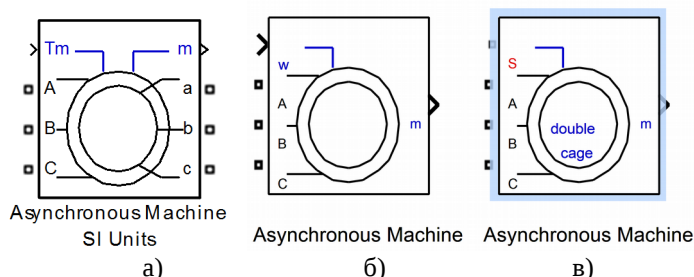 Tm m
A a
B b
C c
Asynchronous Machine
SI Units
а)
w
A
B
m
C
Asynchronous Machine
б)
S
A
B
C
double
cage
m
Asynchronous Machine
в)